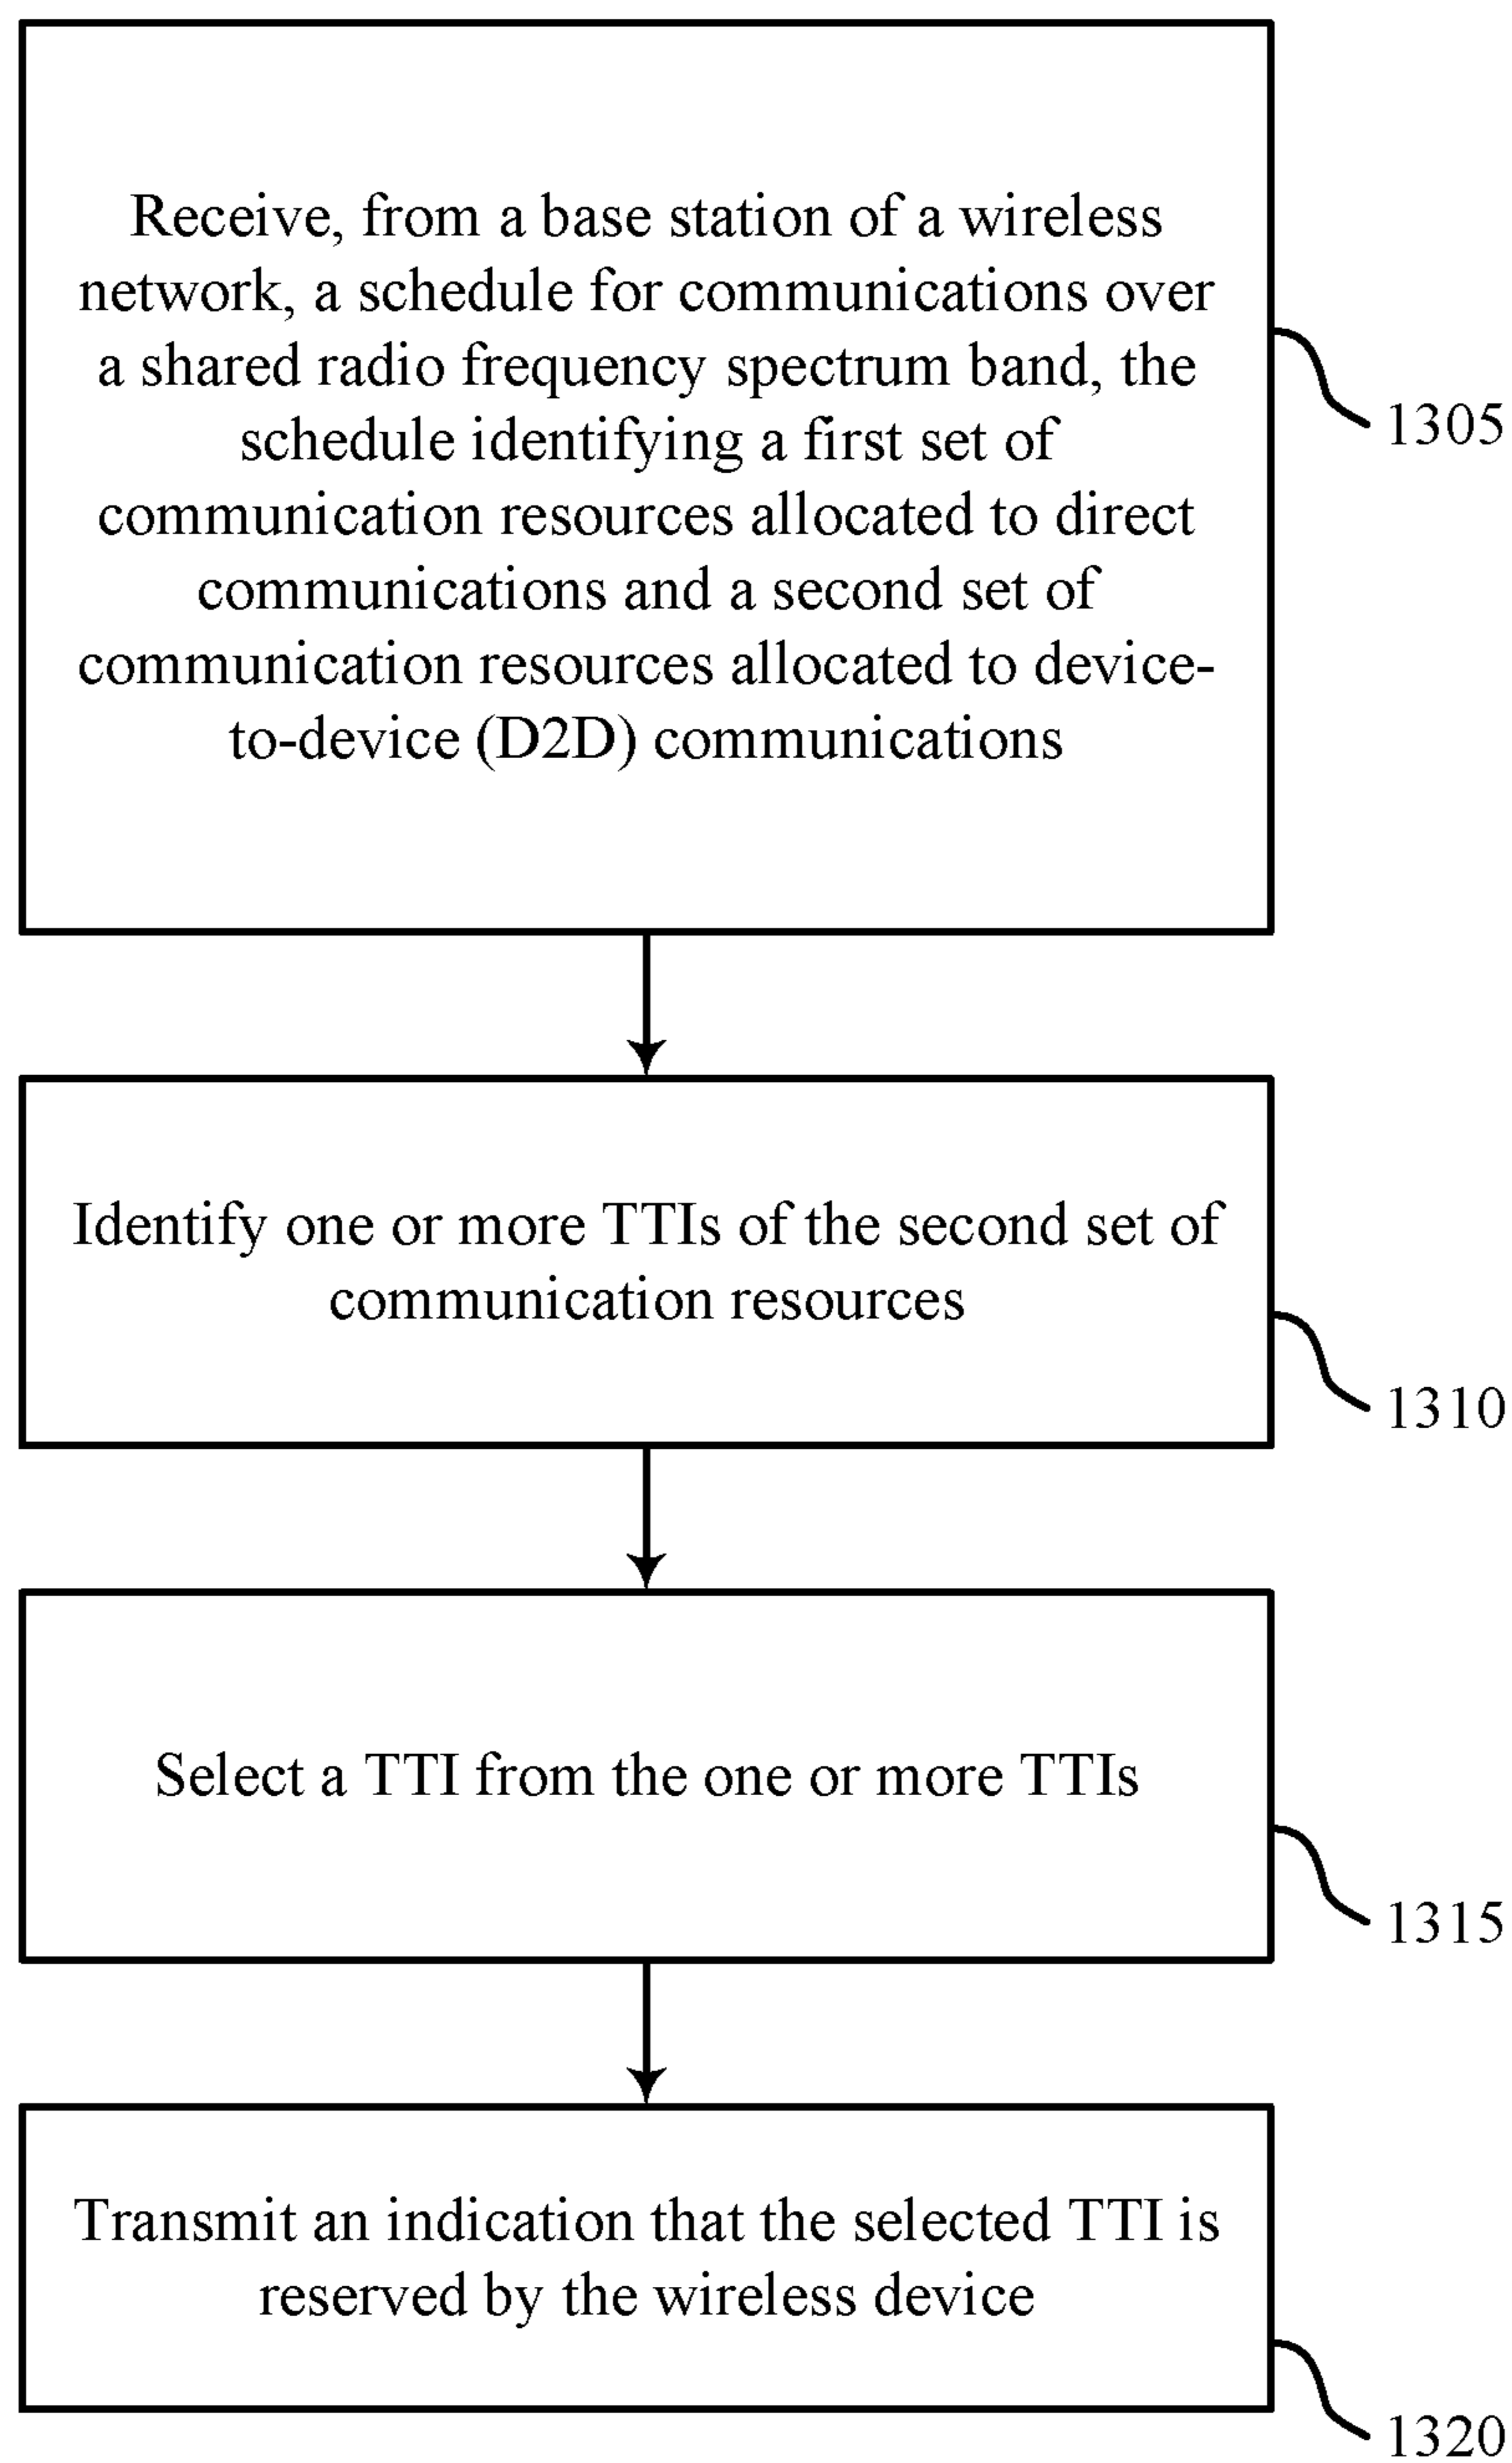 Receive, from a base station of a wireless
network, a schedule for communications over
a shared radio frequency spectrum band, the
schedule identifying a first set of
communication resources allocated to direct
communications and a second set of
communication resources allocated to device-
to-device (D2D) communications
1305
Identify one or more TTIs of the second set of
communication resources
1310
Select a TTI from the one or more TTIs
1315
Transmit an indication that the selected TTI is
reserved by the wireless device
1320